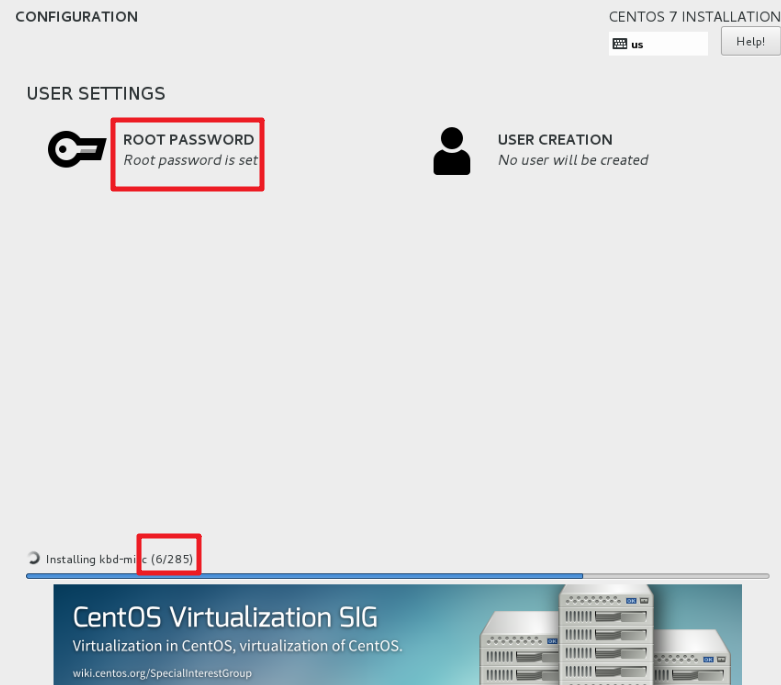 CONFIGURATION
CENTOS 7 INSTALLATION
us
Help!
USER SETTINGS
ROOT PASSWORD
Root password is set
USER CREATION
No user will be created
Installing kbd-misc (6/285)
CentOS Virtualization SIG
Virtualization in CentOS, virtualization of CentOS.
wiki.centos.org/SpecialInterestGroup